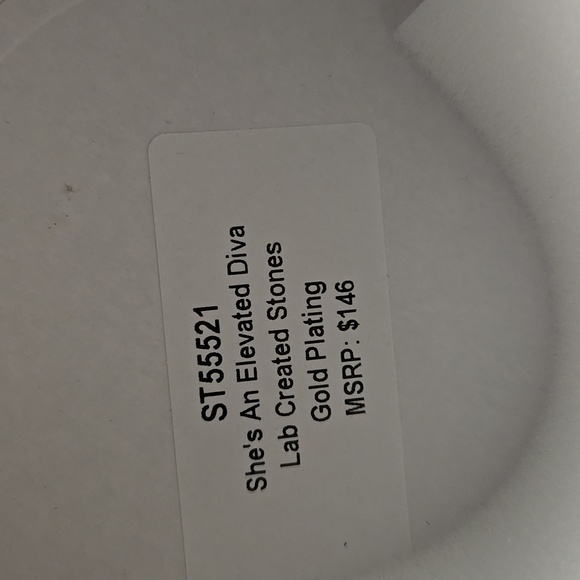 ST55521
She's An Elevated Diva
Lab Created Stones
Gold Plating
MSRP: $146